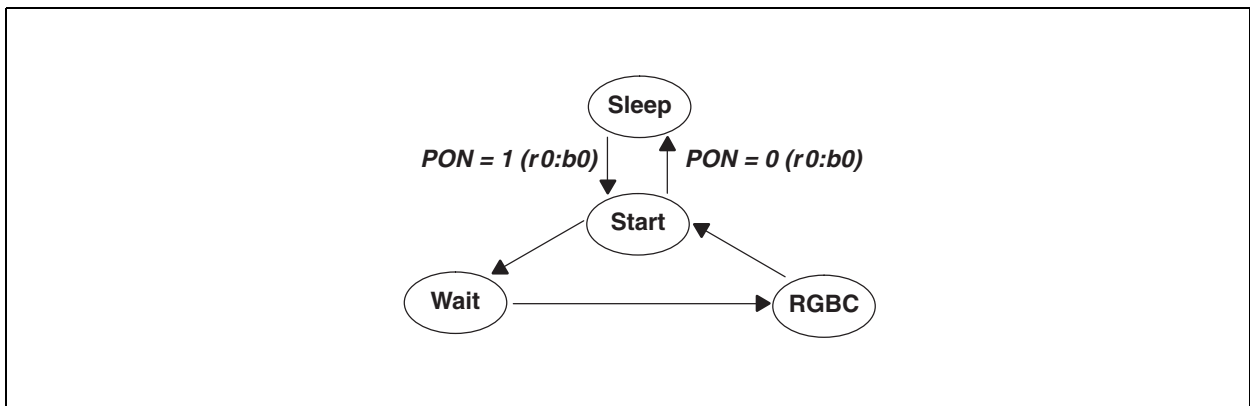 Sleep
PON = 1 (r0:b0)
PON = 0 (r0:b0)
Start
Wait
RGBC